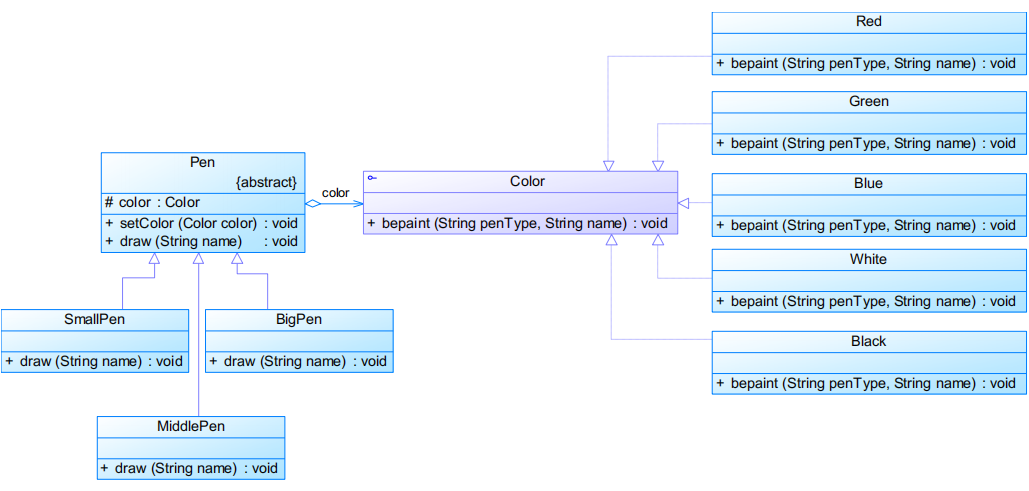 Pen
{abstract}
# color : Color
+ setColor (Color color) : void
+ draw (String name) : void
color
Color
+ bepaint (String penType, String name) : void
Red
+ bepaint (String penType, String name) : void
Green
+ bepaint (String penType, String name) : void
Blue
+ bepaint (String penType, String name) : void
White
+ bepaint (String penType, String name) : void
Black
+ bepaint (String penType, String name) : void
SmallPen
+ draw (String name) : void
BigPen
+ draw (String name) : void
MiddlePen
+ draw (String name) : void